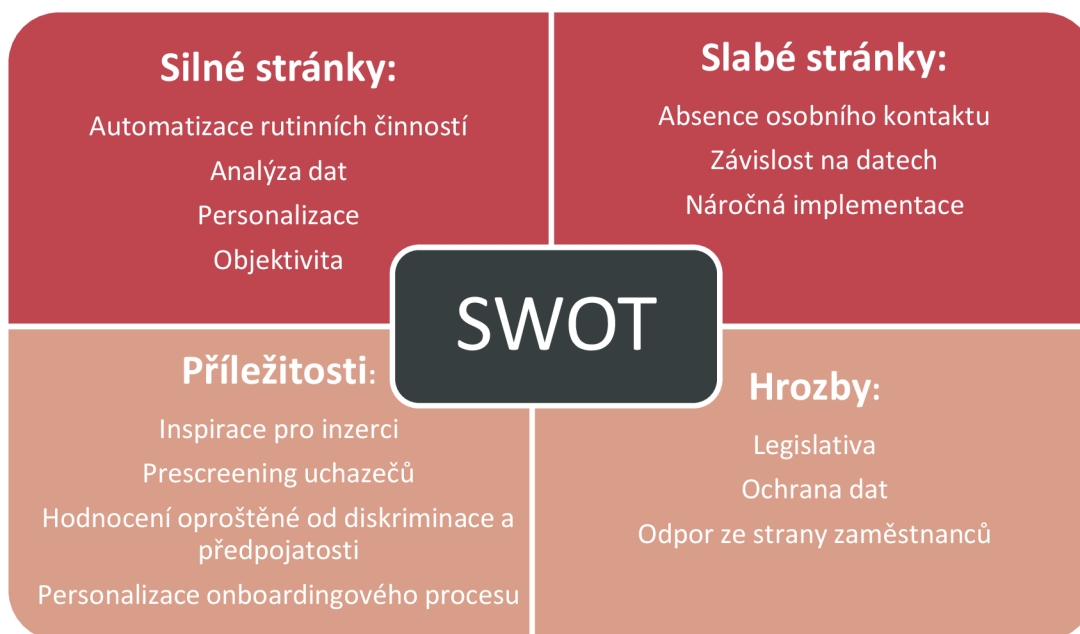 Silné stránky:
Automatizace rutinních činností
Analýza dat
Personalizace
Objektivita
Slabé stránky:
Absence osobního kontaktu
Závislost na datech
Náročná implementace
SWOT
Příležitosti:
Inspirace pro inzerci
Prescreening uchazečů
Hodnocení oproštěné od diskriminace a
předpojatosti
Personalizace onboardingového procesu
Hrozby:
Legislativa
Ochrana dat
Odpor ze strany zaměstnanců